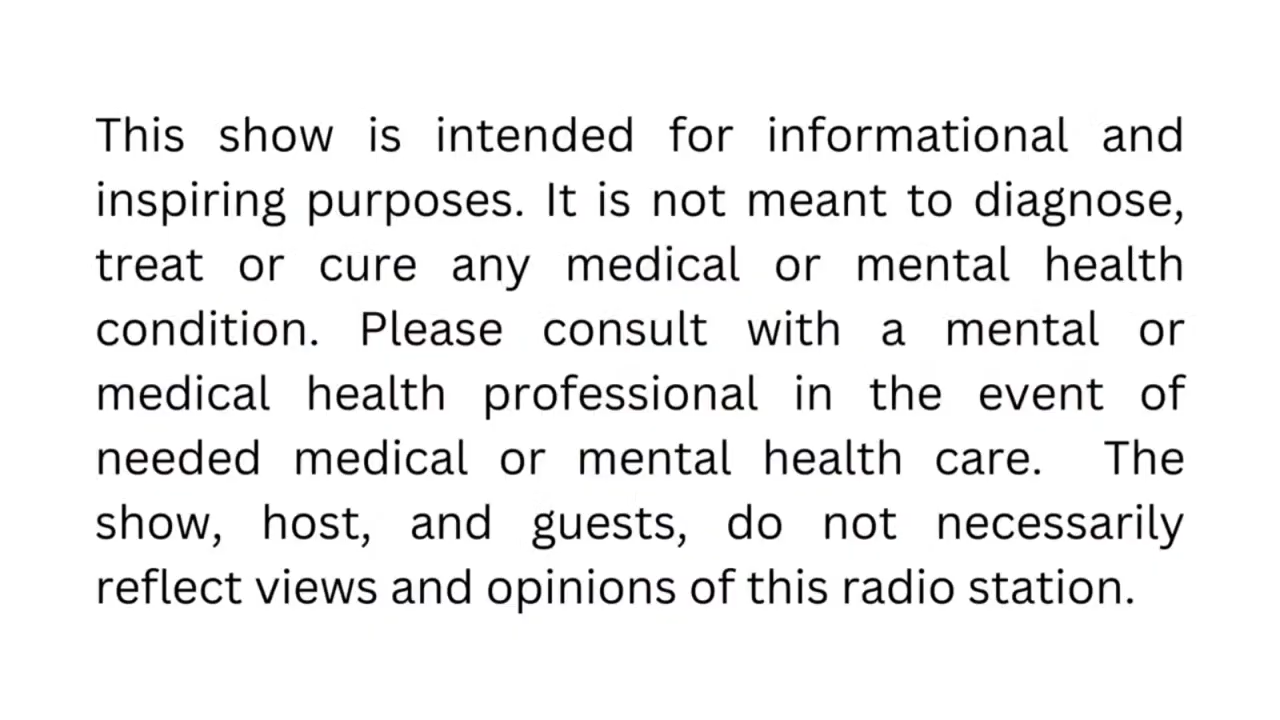 This show is intended for informational and
inspiring purposes. It is not meant to diagnose,
treat or cure any medical or mental health
condition. Please consult with a mental or
medical health professional in the event of
needed medical or mental health care.  The
show, host, and guests, do not necessarily
reflect views and opinions of this radio station.